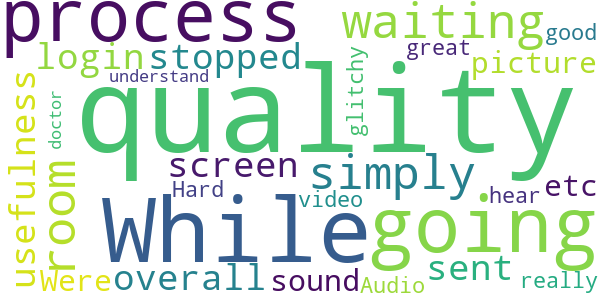 process
waiting
good
login
stopped
great
picture
understand
quality
glitchy
usefulness
doctor
room
screen
simply
etc
Hard
video
hear
While
going
Were
overall
sound
Audio
sent
really